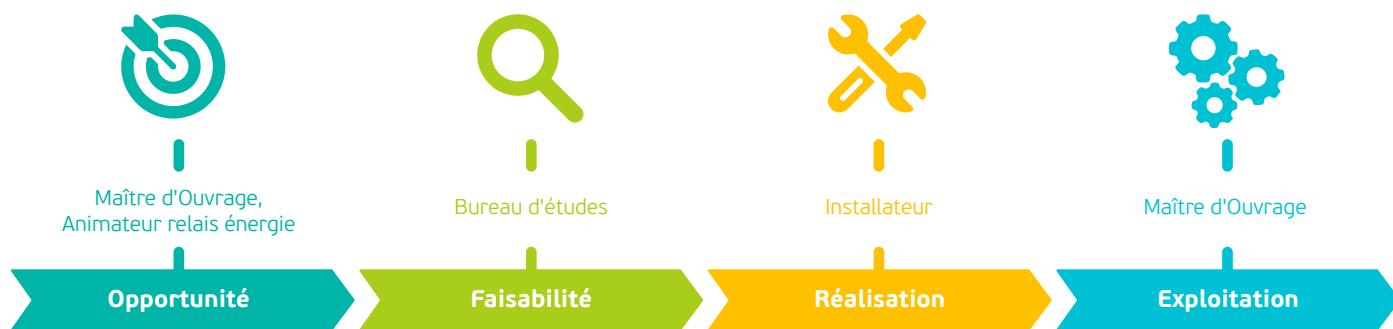 Maître d'Ouvrage,
Animateur relais énergie
Bureau d'études
Installateur
Maître d'Ouvrage
Opportunité
Faisabilité
Réalisation
Exploitation